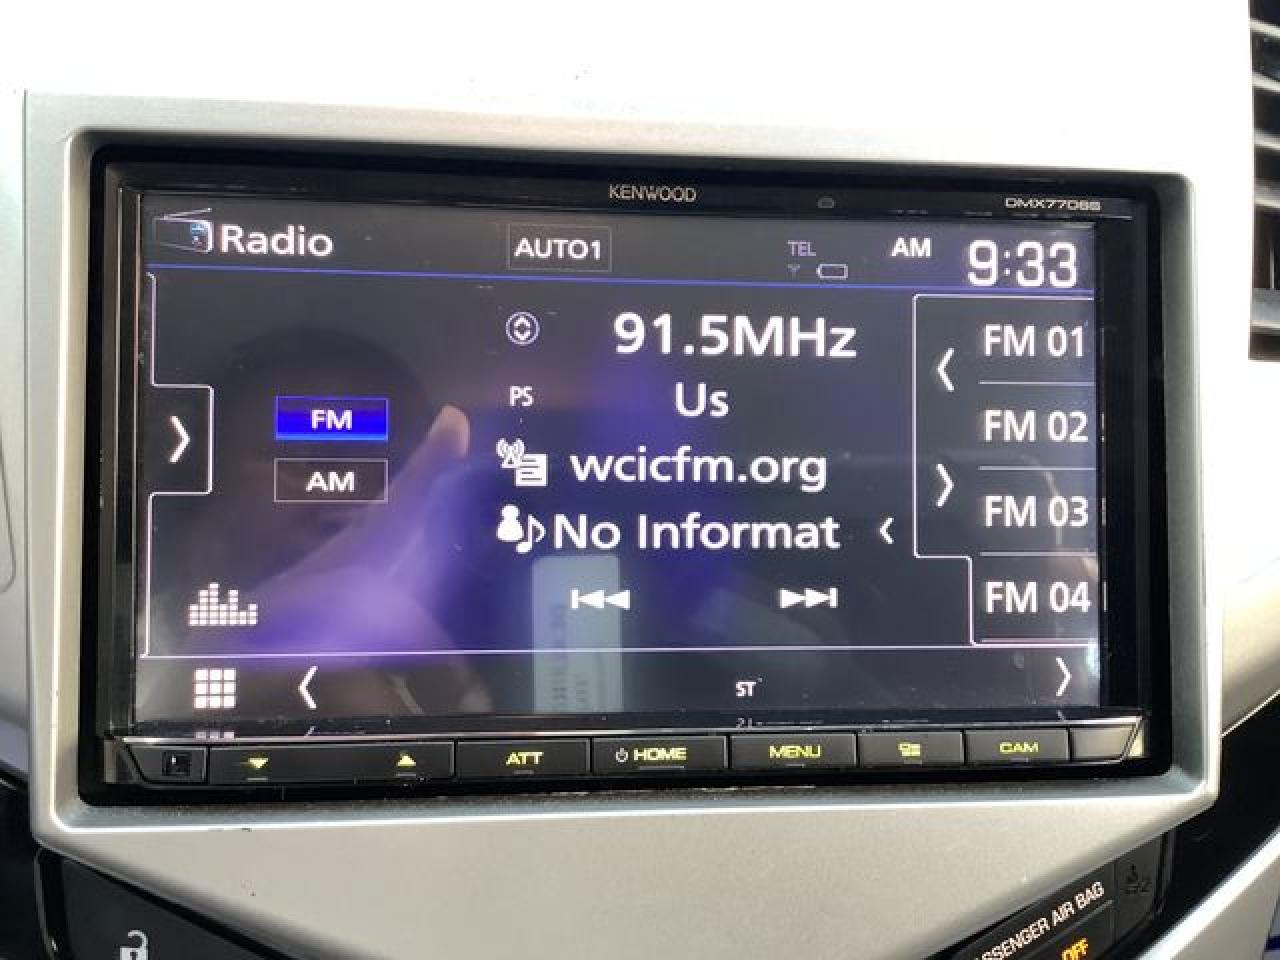 KENWOOD
DMX7706S
Radio
AUTO1
TEL
AM
9:33
91.5MHz
FM 01
PS
Us
FM
FM 02
wcicfm.org
AM
No Informat
FM 03
FM 04
ST
ATT
HOME
MENU
CAM
PASSENGER AIR BAG
OFF